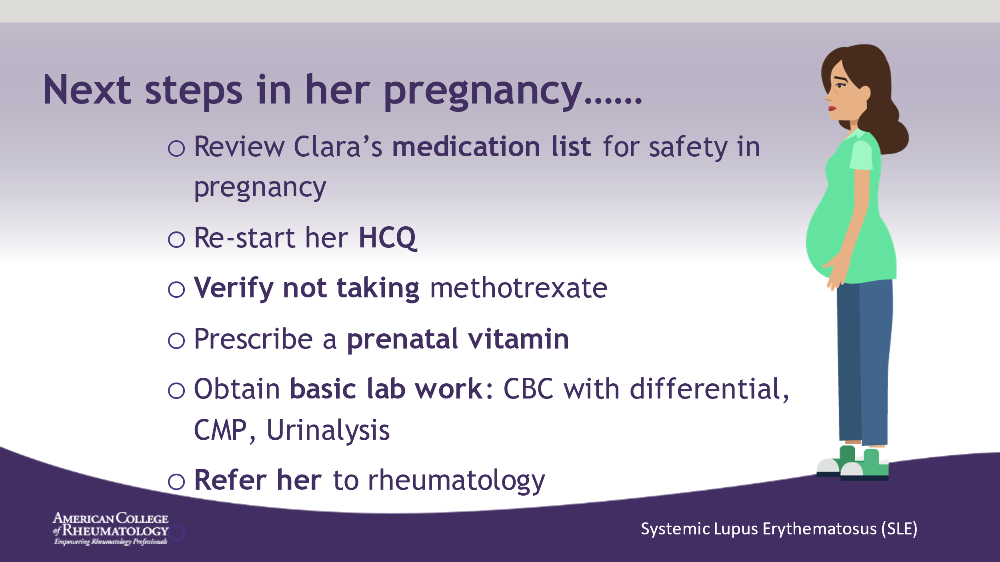 Next steps in her pregnancy......
Review Clara's medication list for safety in
pregnancy
Re-start her HCQ
Verify not taking methotrexate
Prescribe a prenatal vitamin
Obtain basic lab work: CBC with differential,
CMP, Urinalysis
Refer her to rheumatology
AMERICAN COLLEGE
of RHEUMATOLOGY
Empowering Rheumatology Professionals
Systemic Lupus Erythematosus (SLE)